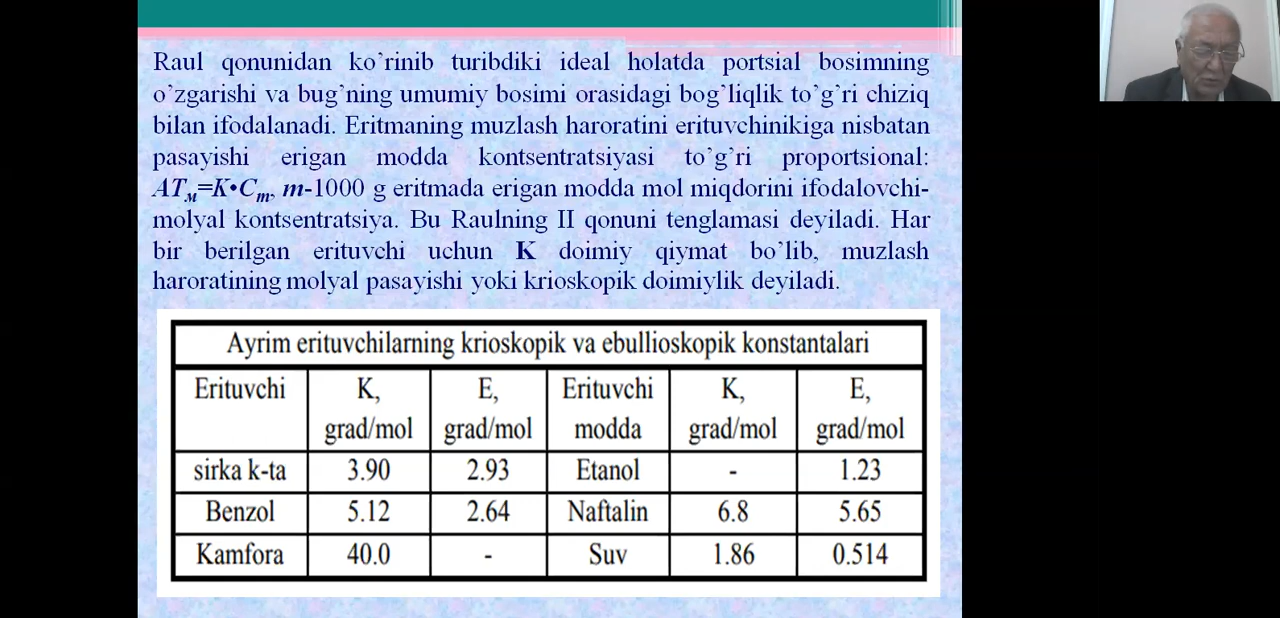 Raul qonunidan ko’rinib turibdiki ideal holatda portsial bosimning
o’zgarishi va bug’ning umumiy bosimi orasidagi bog’liqlik to’g’ri chiziq
bilan ifodalanadi. Eritmaning muzlash haroratini erituvchinikiga nisbatan
pasayishi erigan modda kontsentratsiyasi to’g’ri proportsional:
ATм=K•Cm, m-1000 g eritmada erigan modda mol miqdorini ifodalovchi-
molyal kontsentratsiya. Bu Raulning II qonuni tenglamasi deyiladi. Har
bir berilgan erituvchi uchun K doimiy qiymat bo’lib, muzlash
haroratining molyal pasayishi yoki krioskopik doimiylik deyiladi.
Ayrim erituvchilarning krioskopik va ebullioskopik konstantalari
Erituvchi K, E, Erituvchi K, E,
grad/mol grad/mol modda grad/mol grad/mol
sirka k-ta 3.90 2.93 Etanol - 1.23
Benzol 5.12 2.64 Naftalin 6.8 5.65
Kamfora 40.0 - Suv 1.86 0.514